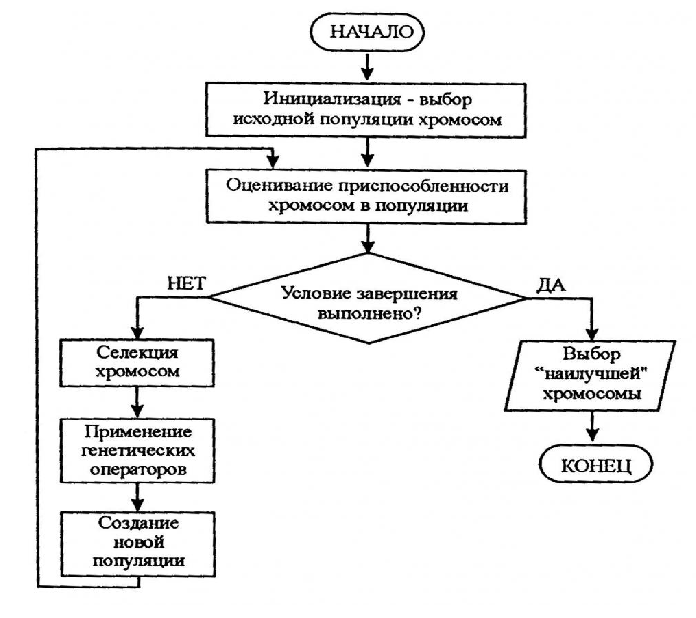 НАЧАЛО
Инициализация - выбор
исходной популяции хромосом
Оценивание приспособленности
хромосом в популяции
Условие завершения
выполнено?
НЕТ
ДА
Селекция
хромосом
Применение
генетических
операторов
Создание
новой
популяции
Выбор
“наилучшей"
хромосомы
КОНЕЦ